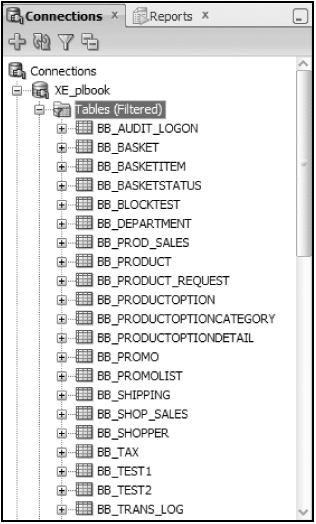 Connections Reports
Connections
XE_plbook
Tables (Filtered)
BB_AUDIT_LOGON
BB_BASKET
BB_BASKETITEM
BB_BASKETSTATUS
BB_BLOCKTEST
BB_DEPARTMENT
BB_PROD_SALES
BB_PRODUCT
BB_PRODUCT_REQUEST
BB_PRODUCTOPTION
BB_PRODUCTOPTIONCATEGORY
BB_PRODUCTOPTIONDETAIL
BB_PROMO
BB_PROMOLIST
BB_SHIPPING
BB_SHOP_SALES
BB_SHOPPER
BB_TAX
BB_TEST1
BB_TEST2
BB_TRANS_LOG